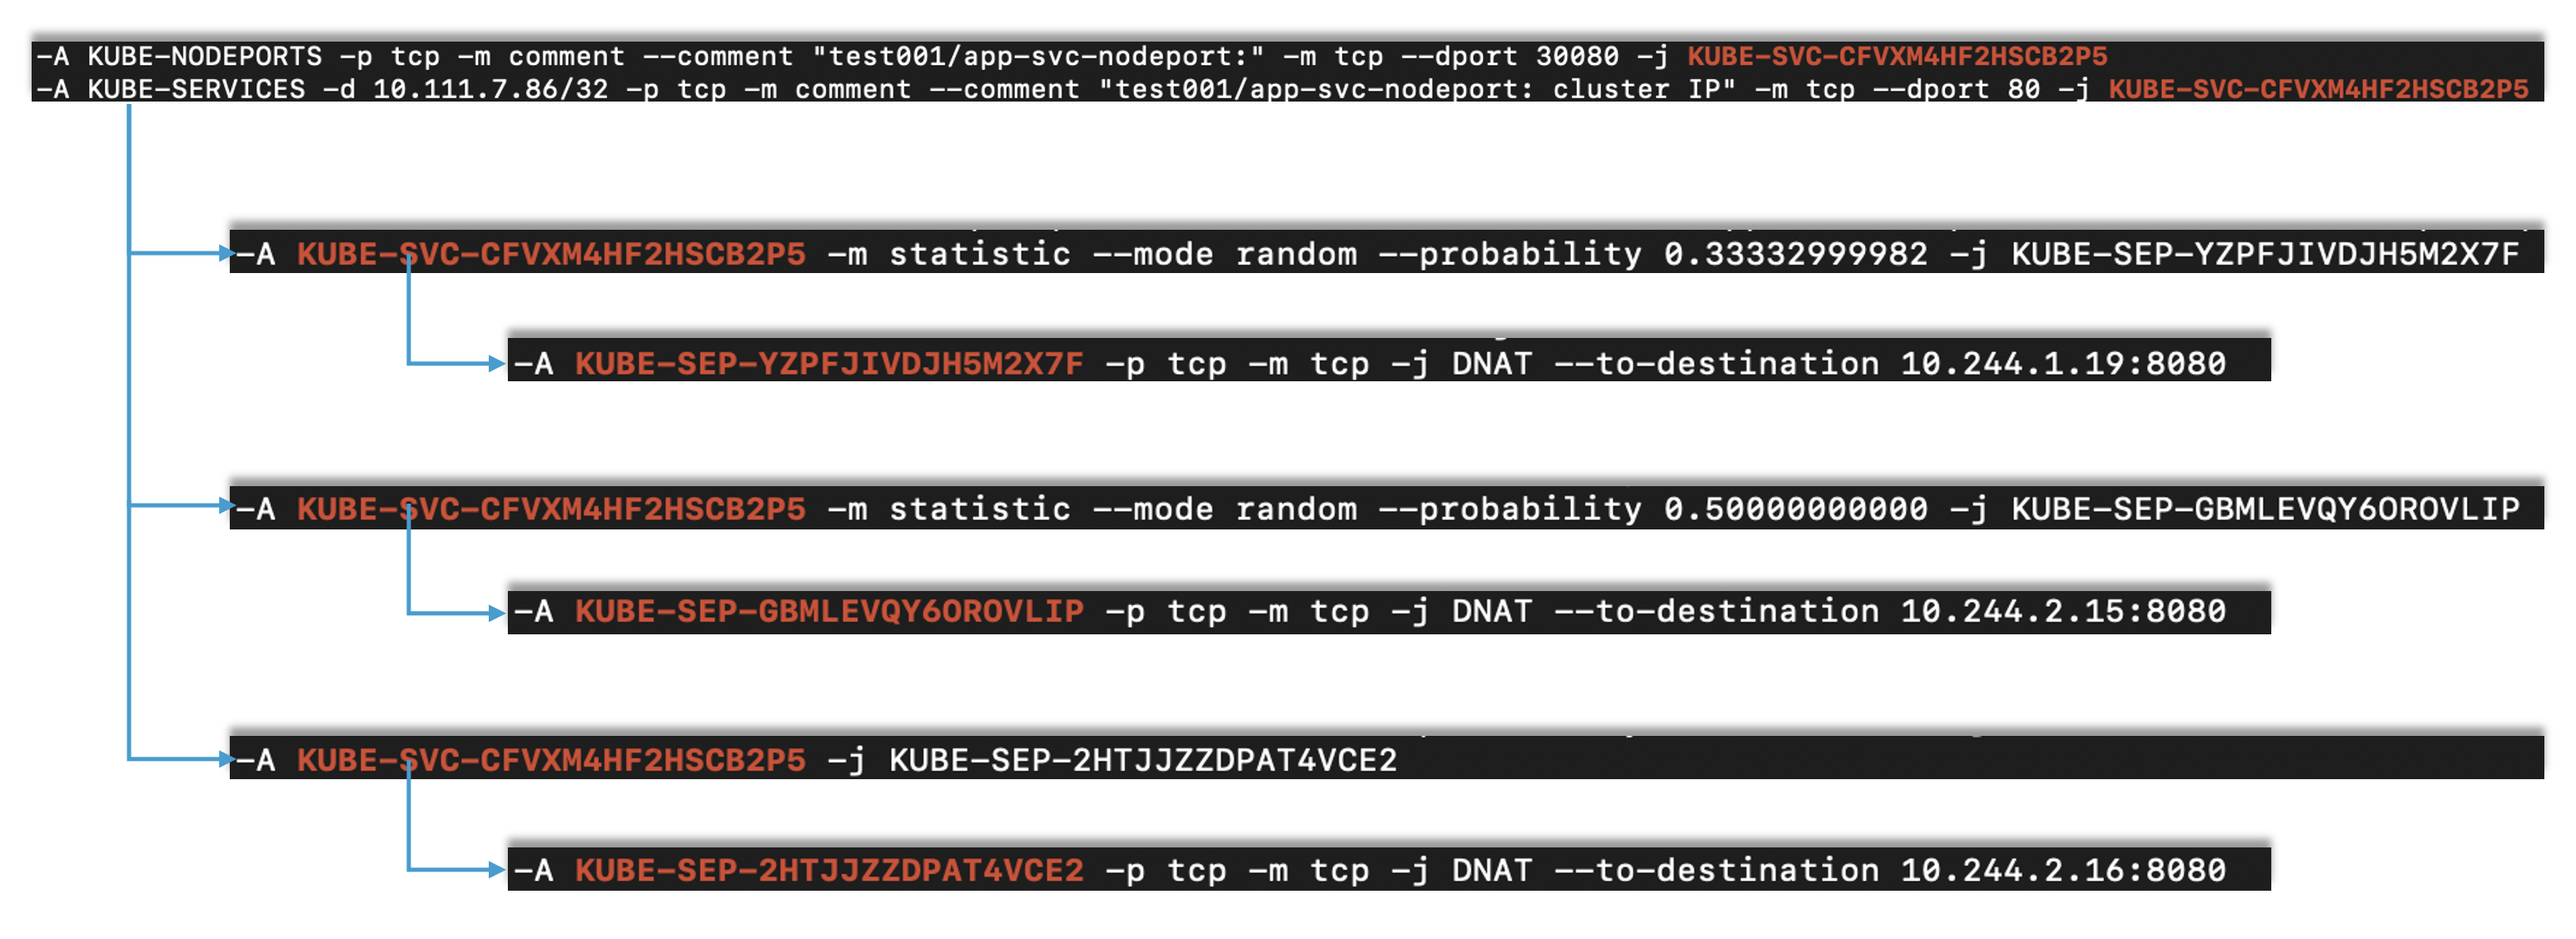 -A KUBE-NODEPORTS -p tcp -m comment --comment "test001/app-svc-nodeport:" -m tcp --dport 30080 -j KUBE-SVC-CFVXM4HF2HSCB2P5
-A KUBE-SERVICES -d 10.111.7.86/32 -p tcp -m comment --comment "test001/app-svc-nodeport: cluster IP" -m tcp --dport 80 -j KUBE-SVC-CFVXM4HF2HSCB2P5
-A KUBE-SVC-CFVXM4HF2HSCB2P5 -m statistic --mode random --probability 0.33332999982 -j KUBE-SEP-YZPFJIVDJH5M2X7F
-A KUBE-SEP-YZPFJIVDJH5M2X7F -p tcp -m tcp -j DNAT --to-destination 10.244.1.19:8080
-A KUBE-SVC-CFVXM4HF2HSCB2P5 -m statistic --mode random --probability 0.50000000000 -j KUBE-SEP-GBMLEVQY6OROVLIP
-A KUBE-SEP-GBMLEVQY6OROVLIP -p tcp -m tcp -j DNAT --to-destination 10.244.2.15:8080
-A KUBE-SVC-CFVXM4HF2HSCB2P5 -j KUBE-SEP-2HTJJZZDPAT4VCE2
-A KUBE-SEP-2HTJJZZDPAT4VCE2 -p tcp -m tcp -j DNAT --to-destination 10.244.2.16:8080